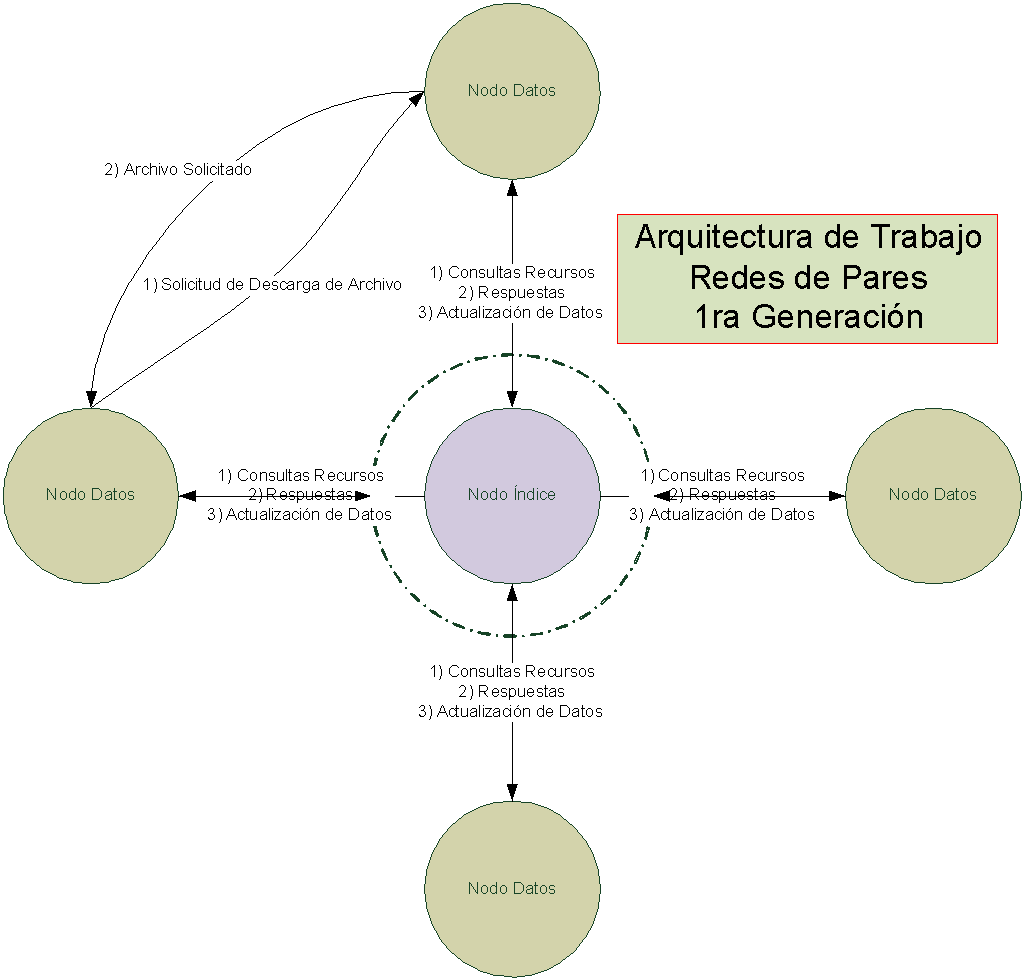 Nodo Datos
2) Archivo Solicitado
Arquitectura de Trabajo
Redes de Pares
1ra Generación
1) Solicitud de Descarga de Archivo
1) Consultas Recursos
2) Respuestas
3) Actualización de Datos
Nodo Datos
1) Consultas Recursos
2) Respuestas
3) Actualización de Datos
Nodo Índice
1) Consultas Recursos
2) Respuestas
3) Actualización de Datos
Nodo Datos
1) Consultas Recursos
2) Respuestas
3) Actualización de Datos
Nodo Datos